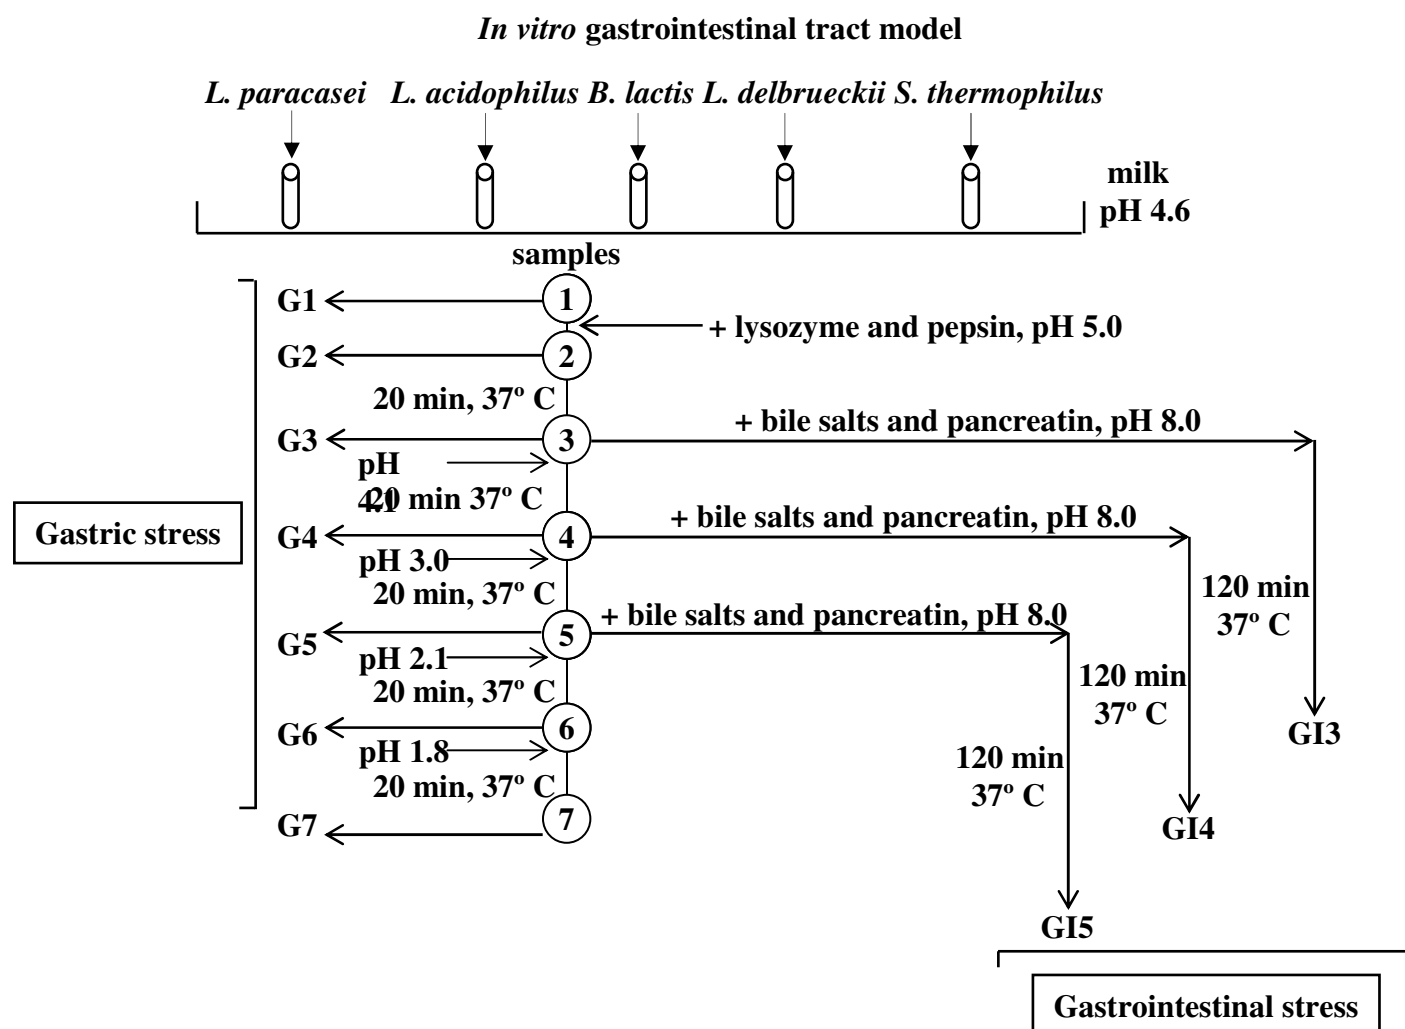 In vitro gastrointestinal tract model
L. paracasei L. acidophilus B. lactis L. delbrueckii S. thermophilus
milk
pH 4.6
samples
G1
1
+ lysozyme and pepsin, pH 5.0
G2
2
20 min, 37º C
+ bile salts and pancreatin, pH 8.0
G3
3
pH
4.1
20 min 37º C
+ bile salts and pancreatin, pH 8.0
Gastric stress
G4
4
pH 3.0
20 min, 37º C
120 min
37º C
+ bile salts and pancreatin, pH 8.0
G5
5
pH 2.1
20 min, 37º C
120 min
37º C
G6
6
GI3
pH 1.8
20 min, 37º C
120 min
37º C
G7
7
GI4
GI5
Gastrointestinal stress